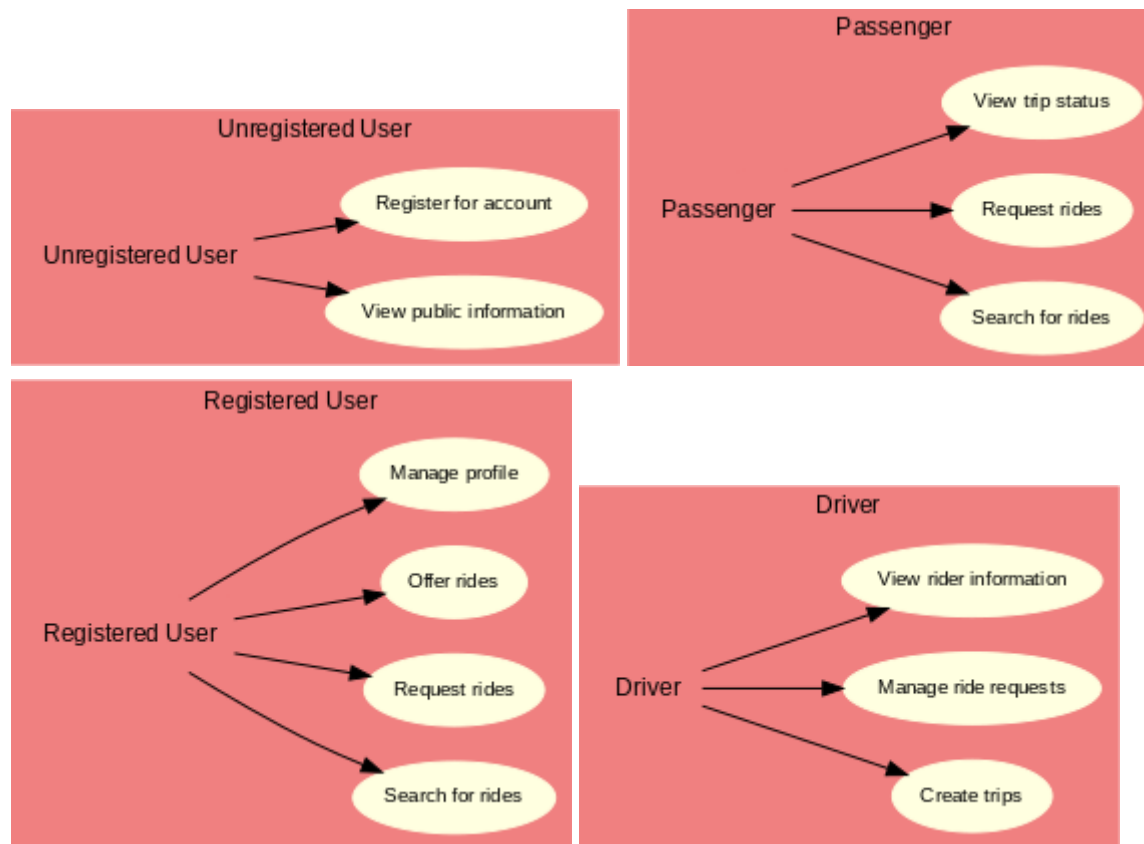 Unregistered User
Register for account
Unregistered User
View public information
Passenger
View trip status
Passenger
Request rides
Search for rides
Registered User
Manage profile
Offer rides
Registered User
Request rides
Search for rides
Driver
View rider information
Driver
Manage ride requests
Create trips